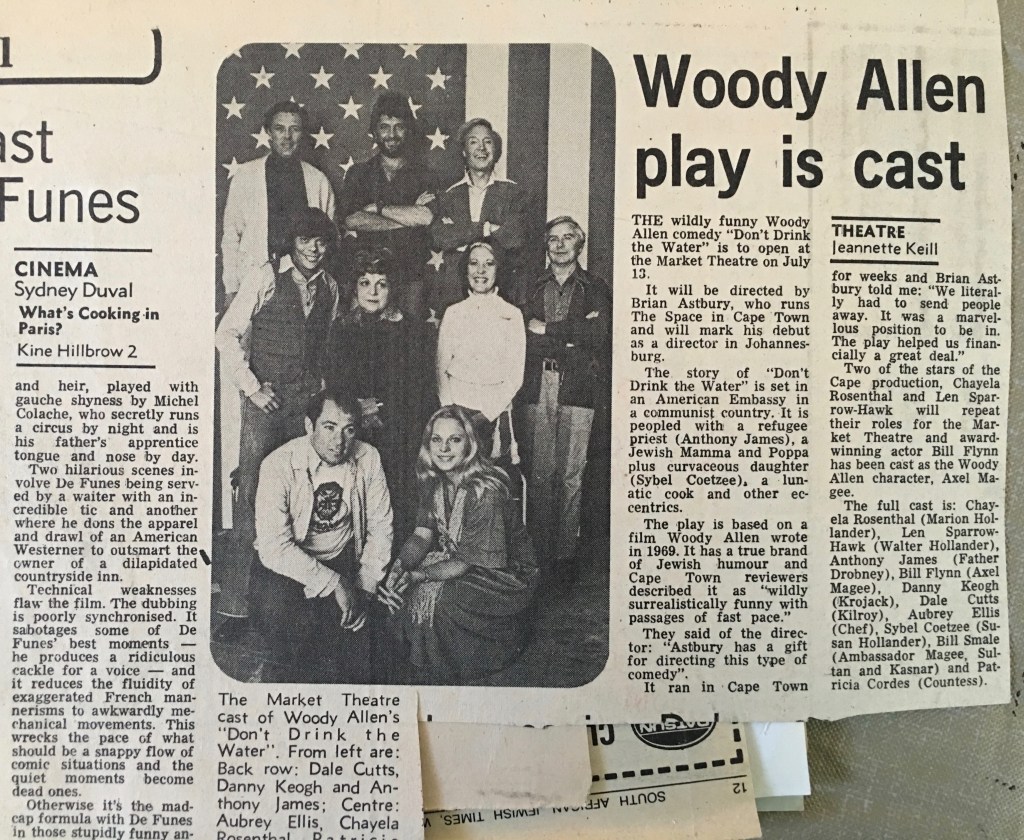 l
ast
Funes
CINEMA
Sydney Duval
What's Cooking in
Paris?
Kine Hillbrow 2
and heir, played with
gauche shyness by Michel
Colache, who secretly runs
a circus by night and is
his father's apprentice
tongue and nose by day.
Two hilarious scenes in-
volve De Funes being serv-
ed by a waiter with an in-
credible tic and another
where he dons the apparel
and drawl of an American
Westerner to outsmart the
owner of a dilapidated
countryside inn.
Technical weaknesses
flaw the film. The dubbing
is poorly synchronised. It
sabotages some of De
Funes' best moments —
he produces a ridiculous
cackle for a voice — and
it reduces the fluidity of
exaggerated French man-
nerisms to awkwardly me-
chanical movements. This
wrecks the pace of what
should be a snappy flow of
comic situations and the
quiet moments become
dead ones.
Otherwise it's the mad-
cap formula with De Funes
in those stupidly funny an-
The Market Theatre
cast of Woody Allen's
"Don't Drink the
Water". From left are:
Back row: Dale Cutts,
Danny Keogh and An-
thony James; Centre:
Aubrey Ellis, Chayela
Rosenthal, Patricia
Woody Allen
play is cast
THE wildly funny Woody
Allen comedy "Don't Drink
the Water" is to open at
the Market Theatre on July
13.
It will be directed by
Brian Astbury, who runs
The Space in Cape Town
and will mark his debut
as a director in Johannes-
burg.
The story of "Don't
Drink the Water" is set in
an American Embassy in
a communist country. It is
peopled with a refugee
priest (Anthony James), a
Jewish Mamma and Poppa
plus curvaceous daughter
(Sybel Coetzee), a lun-
atic cook and other ec-
centrics.
The play is based on a
film Woody Allen wrote
in 1969. It has a true brand
of Jewish humour and
Cape Town reviewers
described it as "wildly
surrealistically funny with
passages of fast pace."
They said of the direc-
tor: "Astbury has a gift
for directing this type of
comedy".
It ran in Cape Town
THEATRE
Jeannette Keill
for weeks and Brian Ast-
bury told me: "We literal-
ly had to send people
away. It was a marvel-
lous position to be in.
The play helped us finan-
cially a great deal."
Two of the stars of the
Cape production, Chayela
Rosenthal and Len Spar-
row-Hawk will repeat
their roles for the Mar-
ket Theatre and award-
winning actor Bill Flynn
has been cast as the Woody
Allen character, Axel Ma-
gee.
The full cast is: Chay-
ela Rosenthal (Marion Hol-
lander), Len Sparrow-
Hawk (Walter Hollander),
Anthony James (Father
Drobney), Bill Flynn (Axel
Magee), Danny Keogh
(Krojack), Dale Cutts
(Kilroy), Aubrey Ellis
(Chef), Sybel Coetzee (Su-
san Hollander), Bill Smale
(Ambassador Magee, Sul-
tan and Kasnar) and Pat-
ricia Cordes (Countess).
DATSUN
12
SOUTH AFRICAN JEWISH TIMES,